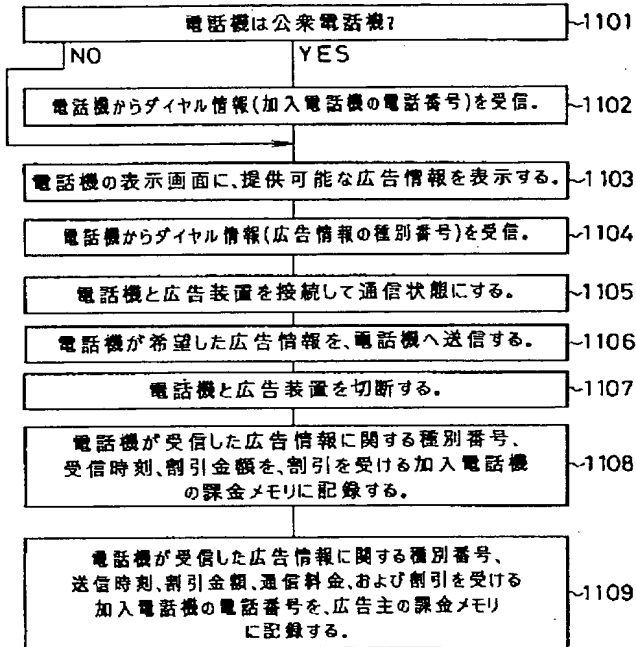 電話機は公衆電話機? ~1101
NO YES
電話機からダイヤル情報(加入電話機の電話番号)を受信。 ~1102
電話機の表示画面に、提供可能な広告情報を表示する。 ~1103
電話機からダイヤル情報(広告情報の種別番号)を受信。 ~1104
電話機と広告装置を接続して通信状態にする。 ~1105
電話機が希望した広告情報を、電話機へ送信する。 ~1106
電話機と広告装置を切断する。 ~1107
電話機が受信した広告情報に関する種別番号、
受信時刻、割引金額を、割引を受ける加入電話機 ~1108
の課金メモリに記録する。
電話機が受信した広告情報に関する種別番号、
送信時刻、割引金額、通信料金、および割引を受ける
加入電話機の電話番号を、広告主の課金メモリ ~1109
に記録する。